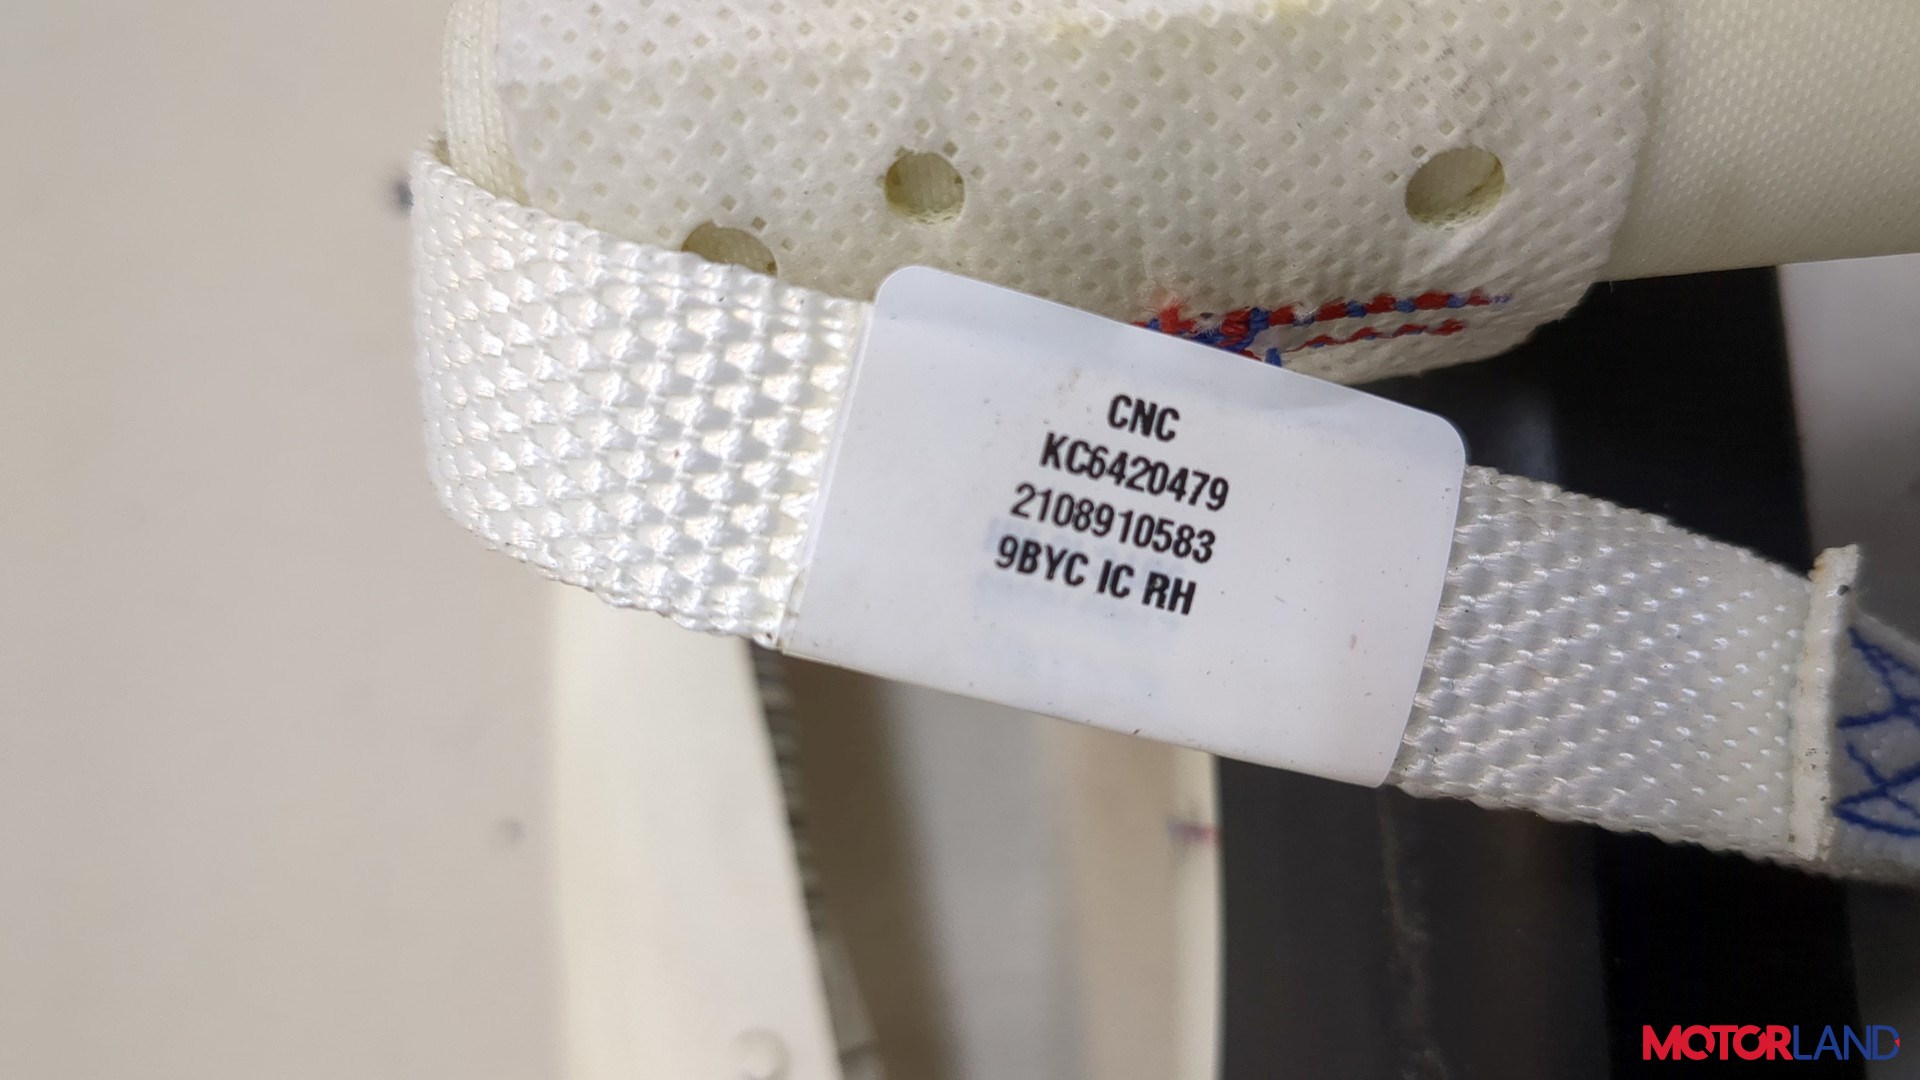 CNC
KC6420479
2108910583
9BYC IC RH
MOTORLAND